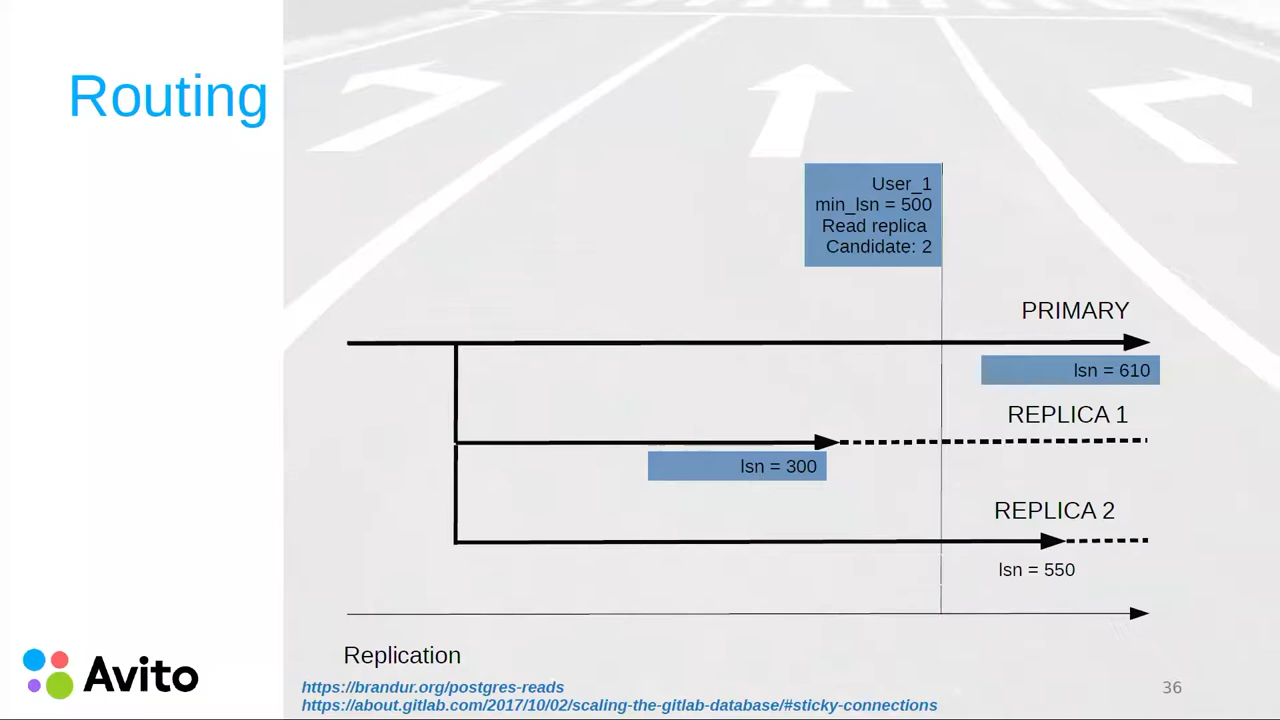 Routing
User_1
min_lsn = 500
Read replica
Candidate: 2
PRIMARY
lsn = 610
REPLICA 1
lsn = 300
REPLICA 2
lsn = 550
Replication
Avito
https://brandur.org/postgres-reads
https://about.gitlab.com/2017/10/02/scaling-the-gitlab-database/#sticky-connections
36